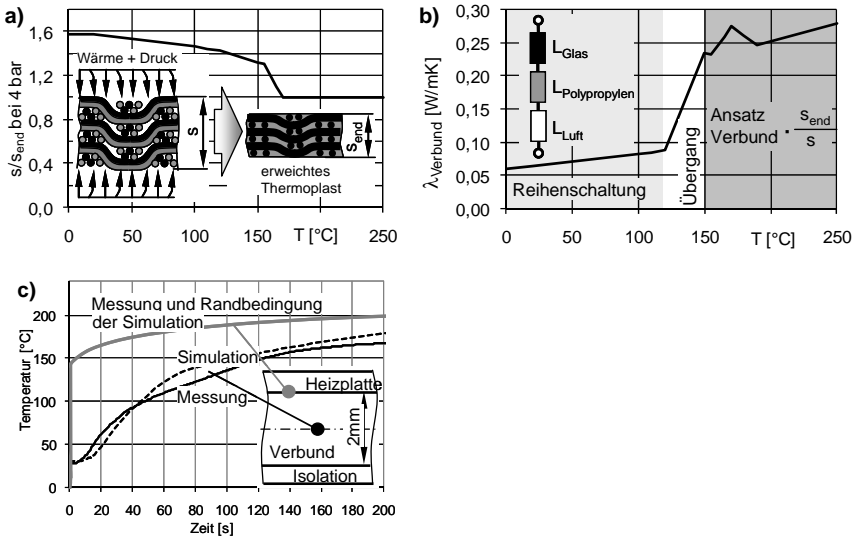 a)
s/s_end bei 4 bar
1,6
1,2
0,8
0,4
0,0
Wärme + Druck
s
s_end
erweichtes
Thermoplast
0
50
100
150
200
250
T [°C]
b)
λ_Verbund [W/mK]
0,30
0,25
0,20
0,15
0,10
0,05
0,00
L_Glas
L_Polypropylen
L_Luft
Reihenschaltung
Übergang
Ansatz
Verbund · s_end/s
0
50
100
150
T [°C]
250
c)
Temperatur [°C]
200
150
100
50
0
Messung und Randbedingung
der Simulation
Simulation
Messung
Heizplatte
2mm
Verbund
Isolation
0 20 40 60 80 100 120 140 160 180 200
Zeit [s]